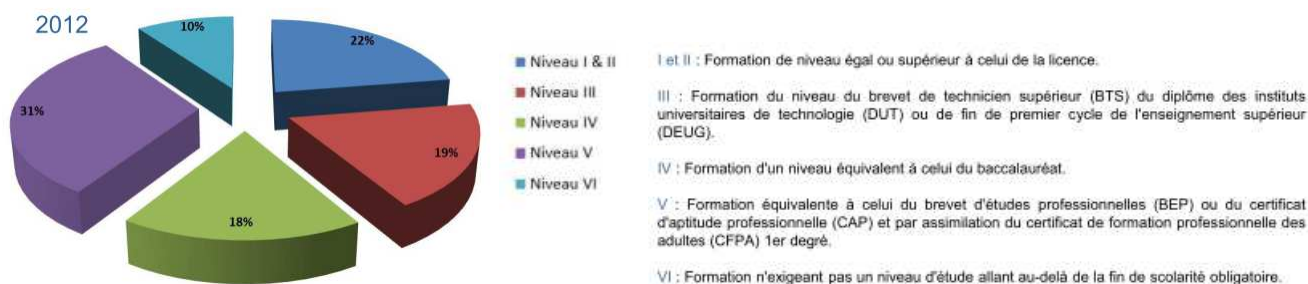 2012
10%
22%
31%
19%
18%
Niveau I & II
Niveau III
Niveau IV
Niveau V
Niveau VI
I et II : Formation de niveau égal ou supérieur à celui de la licence.
III : Formation du niveau du brevet de technicien supérieur (BTS) du diplôme des instituts
universitaires de technologie (DUT) ou de fin de premier cycle de l'enseignement supérieur
(DEUG).
IV : Formation d'un niveau équivalent à celui du baccalauréat.
V : Formation équivalente à celui du brevet d'études professionnelles (BEP) ou du certificat
d'aptitude professionnelle (CAP) et par assimilation du certificat de formation professionnelle des
adultes (CFPA) 1er degré.
VI : Formation n'exigeant pas un niveau d'étude allant au-delà de la fin de scolarité obligatoire.